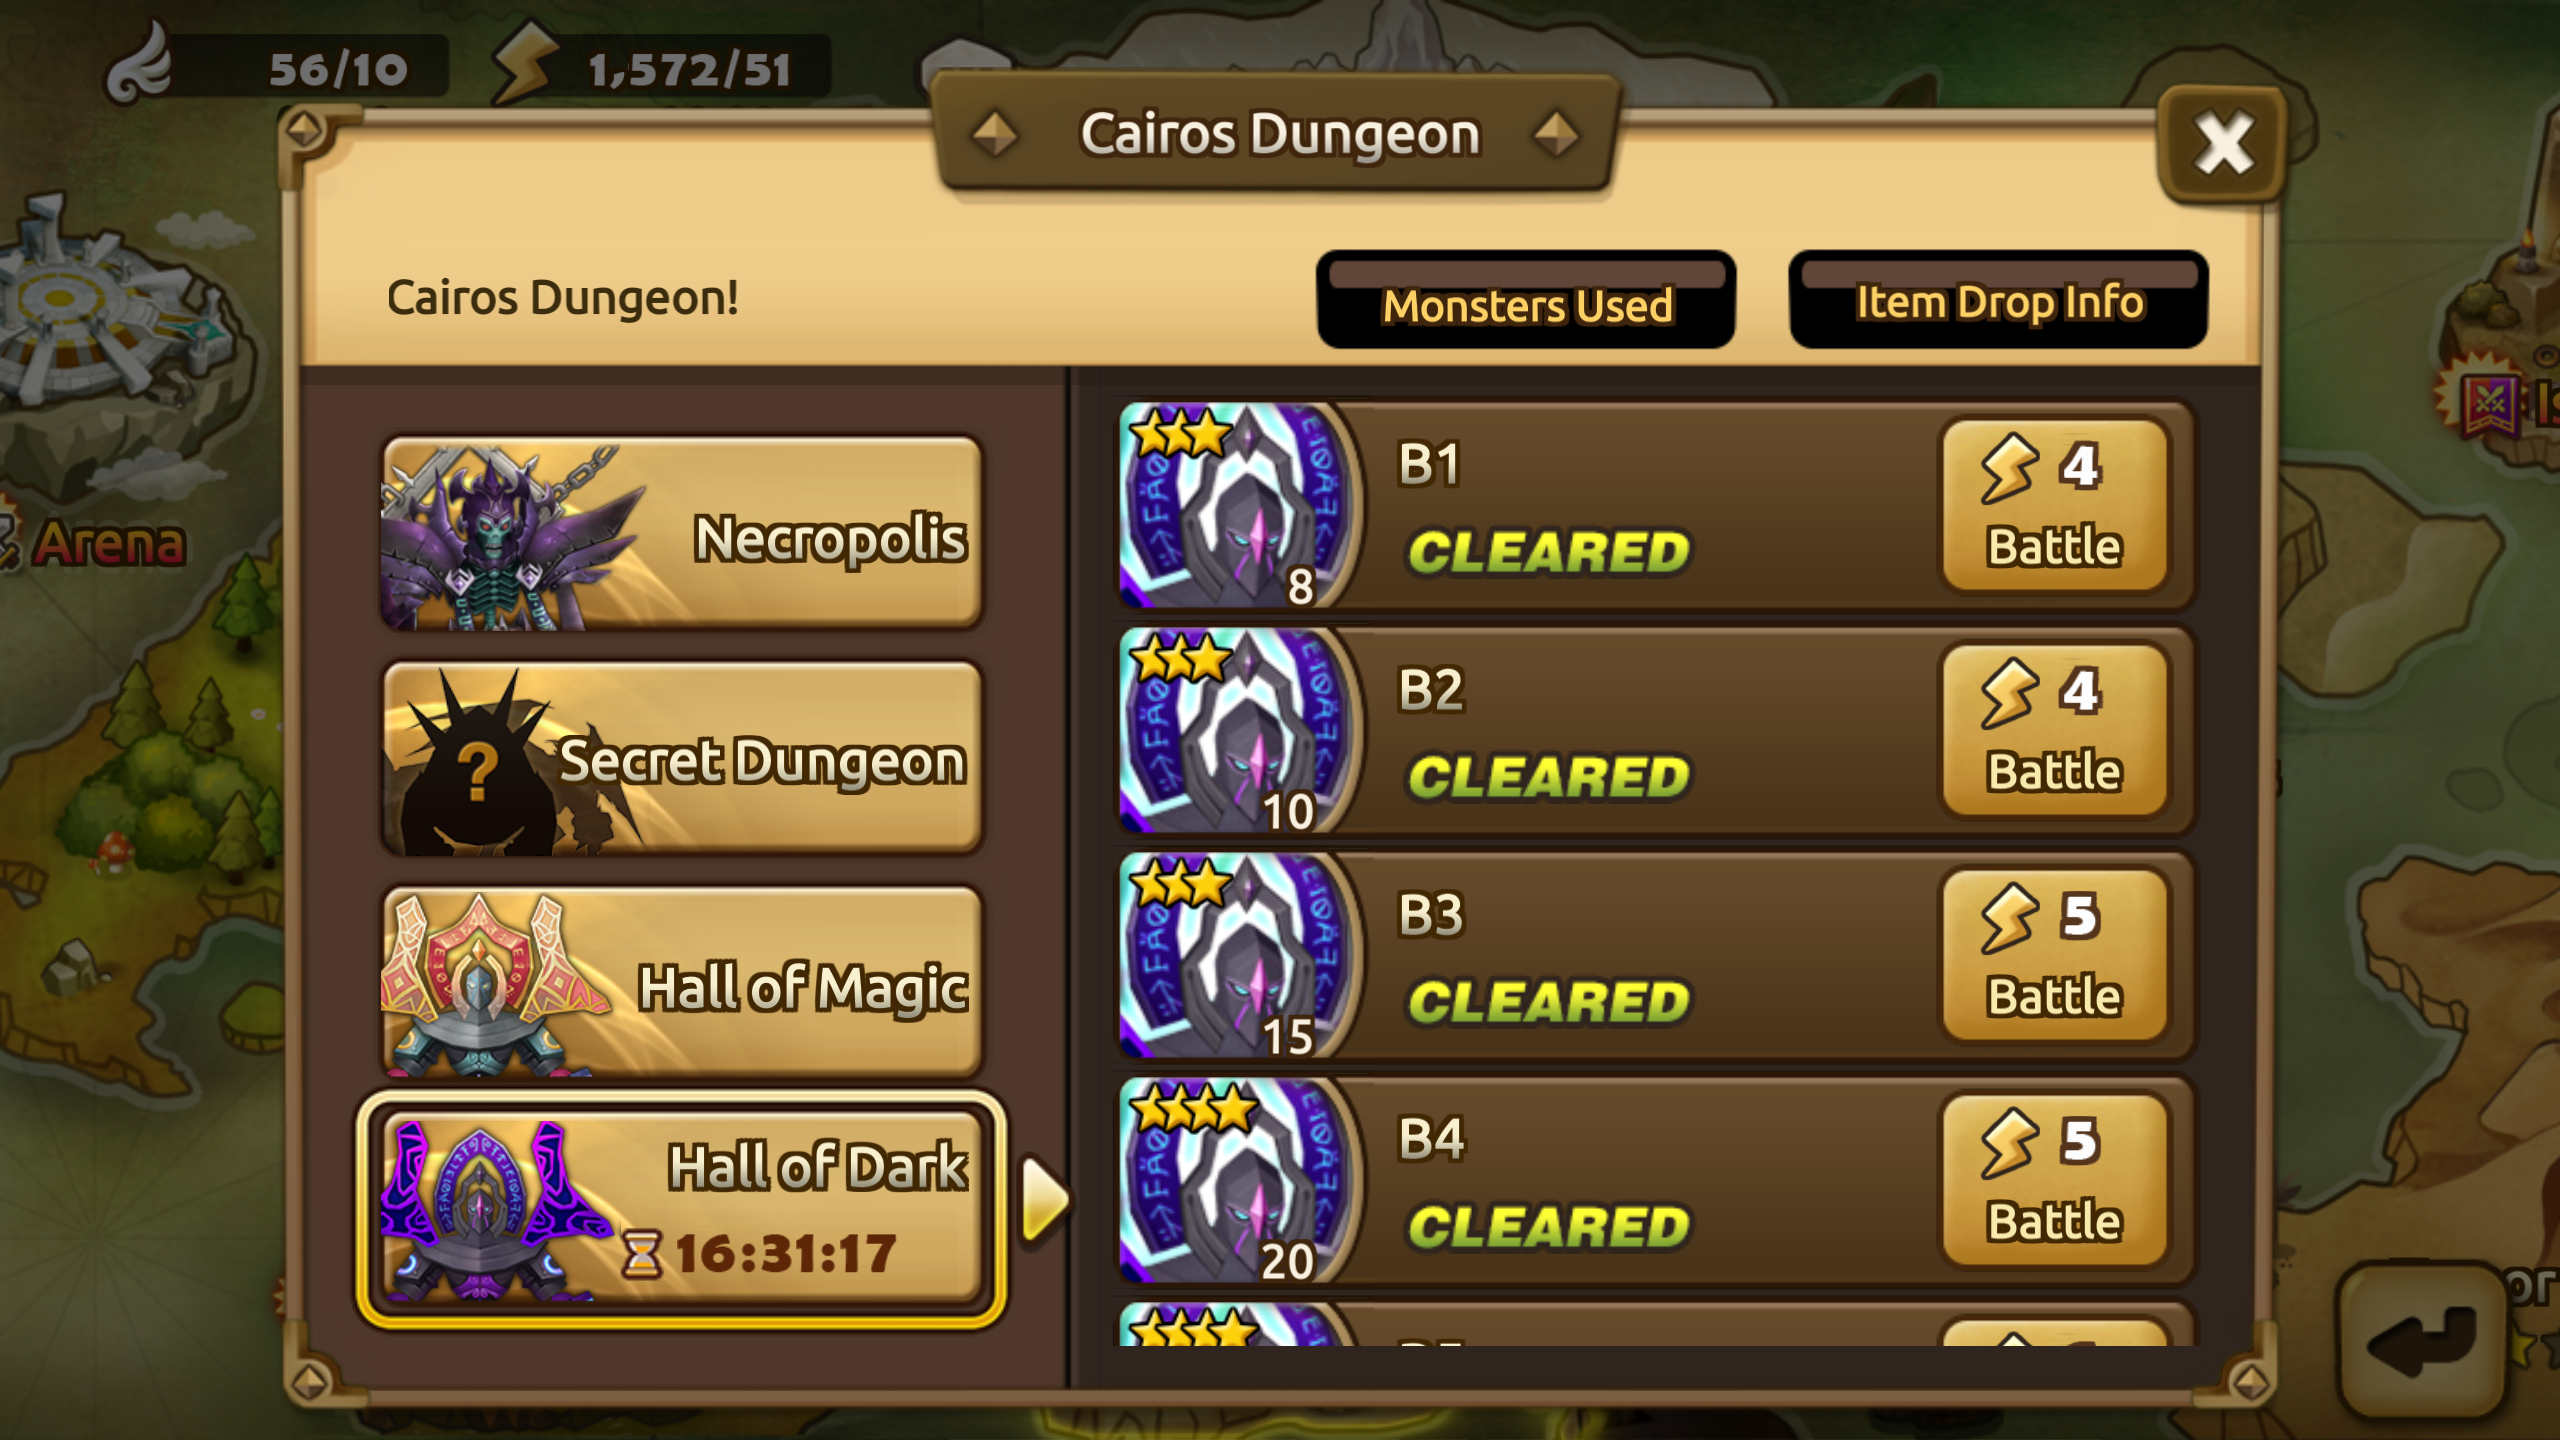 56/10
1,572/51
Cairos Dungeon
Cairos Dungeon!
Monsters Used
Item Drop Info
Arena
Necropolis
?
Secret Dungeon
Hall of Magic
Hall of Dark
16:31:17
B1
CLEARED
8
4
Battle
B2
CLEARED
10
4
Battle
B3
CLEARED
15
5
Battle
B4
CLEARED
20
5
Battle